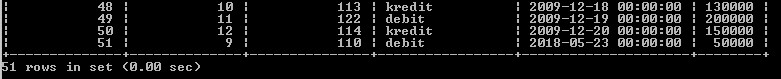 | 48 | 10 | 113 | kredit | 2009-12-18 00:00:00 | 130000 |
| 49 | 11 | 122 | debit | 2009-12-19 00:00:00 | 200000 |
| 50 | 12 | 114 | kredit | 2009-12-20 00:00:00 | 150000 |
| 51 | 9 | 110 | debit | 2018-05-23 00:00:00 | 50000 |
51 rows in set (0.00 sec)